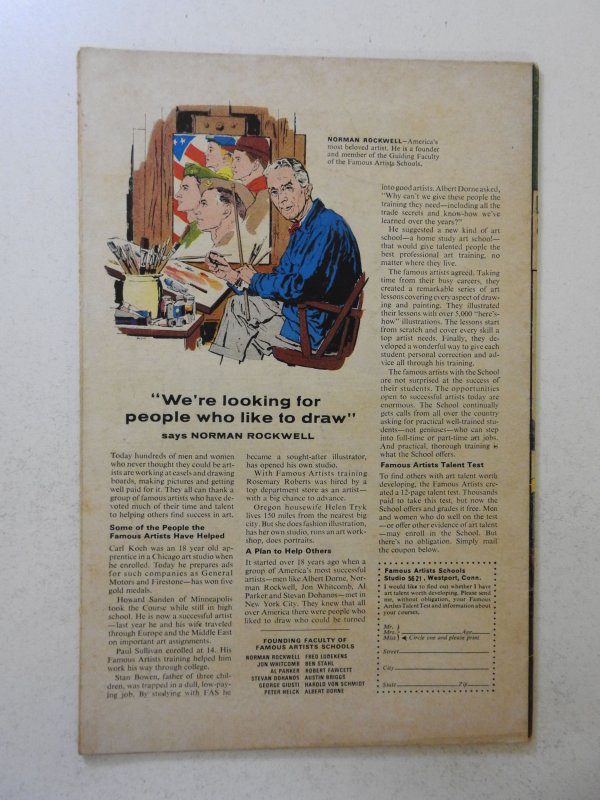 NORMAN ROCKWELL—America's
most beloved artist. He is a founder
and member of the Guiding Faculty
of the Famous Artists Schools.
"We're looking for
people who like to draw"
says NORMAN ROCKWELL
Today hundreds of men and women
who never thought they could be art-
ists are working at easels and drawing
boards, making pictures and getting
well paid for it. They all can thank a
group of famous artists who have de-
voted much of their time and talent
to helping others find success in art.
Some of the People the
Famous Artists Have Helped
Carl Koch was an 18 year old ap-
prentice in a Chicago art studio when
he enrolled. Today he prepares ads
for such companies as General
Motors and Firestone—has won five
gold medals.
Howard Sanden of Minneapolis
took the Course while still in high
school. He is now a successful artist
—last year he and his wife traveled
through Europe and the Middle East
on important art assignments.
Paul Sullivan enrolled at 14. His
Famous Artists training helped him
work his way through college.
Stan Bowen, father of three chil-
dren, was trapped in a dull, low-pay-
ing job. By studying with FAS he
became a sought-after illustrator,
has opened his own studio.
With Famous Artists training
Rosemary Roberts was hired by a
top department store as an artist—
with a big chance to advance.
Oregon housewife Helen Tryk
lives 150 miles from the nearest big
city. But she does fashion illustration,
has her own studio, runs an art work-
shop, does portraits.
A Plan to Help Others
It started over 18 years ago when a
group of America's most successful
artists—men like Albert Dorne, Nor-
man Rockwell, Jon Whitcomb, Al
Parker and Stevan Dohanos—met in
New York City. They knew that all
over America there were people who
liked to draw who could be turned
FOUNDING FACULTY OF
FAMOUS ARTISTS SCHOOLS
NORMAN ROCKWELL FRED LUDEKENS
JON WHITCOMB BEN STAHL
AL PARKER ROBERT FAWCETT
STEVAN DOHANOS AUSTIN BRIGGS
GEORGE GIUSTI HAROLD VON SCHMIDT
PETER HELCK ALBERT DORNE
into good artists. Albert Dorne asked,
"Why can't we give these people the
training they need—including all the
trade secrets and know-how we've
learned over the years?"
He suggested a new kind of art
school—a home study art school—
that would give talented people the
best professional art training, no
matter where they live.
The famous artists agreed. Taking
time from their busy careers, they
created a remarkable series of art
lessons covering every aspect of draw-
ing and painting. They illustrated
their lessons with over 5,000 "here's-
how" illustrations. The lessons start
from scratch and cover every skill a
top artist needs. Finally, they de-
veloped a wonderful way to give each
student personal correction and ad-
vice all through his training.
The famous artists with the School
are not surprised at the success of
their students. The opportunities
open to successful artists today are
enormous. The School continually
gets calls from all over the country
asking for practical well-trained stu-
dents—not geniuses—who can step
into full-time or part-time art jobs.
And practical, thorough training is
what the School offers.
Famous Artists Talent Test
To find others with art talent worth
developing, the Famous Artists cre-
ated a 12-page talent test. Thousands
paid to take this test, but now the
School offers and grades it free. Men
and women who do well on the test
—or offer other evidence of art talent
—may enroll in the School. But
there's no obligation. Simply mail
the coupon below.
Famous Artists Schools
Studio 5621, Westport, Conn.
I would like to find out whether I have
art talent worth developing. Please send
me, without obligation, your Famous
Artists Talent Test and information about
your courses.
Mr.
Mrs. Age
Miss Circle one and please print
Street
City
State Zip